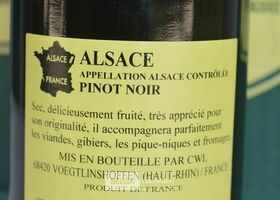 ALSACE
FRANCE
ALSACE
APPELLATION ALSACE CONTRÔLÉE
PINOT NOIR
Sec, délicieusement fruité, très apprécié pour
son originalité, il accompagnera parfaitement
les viandes, gibiers, les pique-niques et fromages.
MIS EN BOUTEILLE PAR CWL
68420 VOEGTLINSHOFFEN (HAUT-RHIN) / FRANCE
PRODUIT DE FRANCE